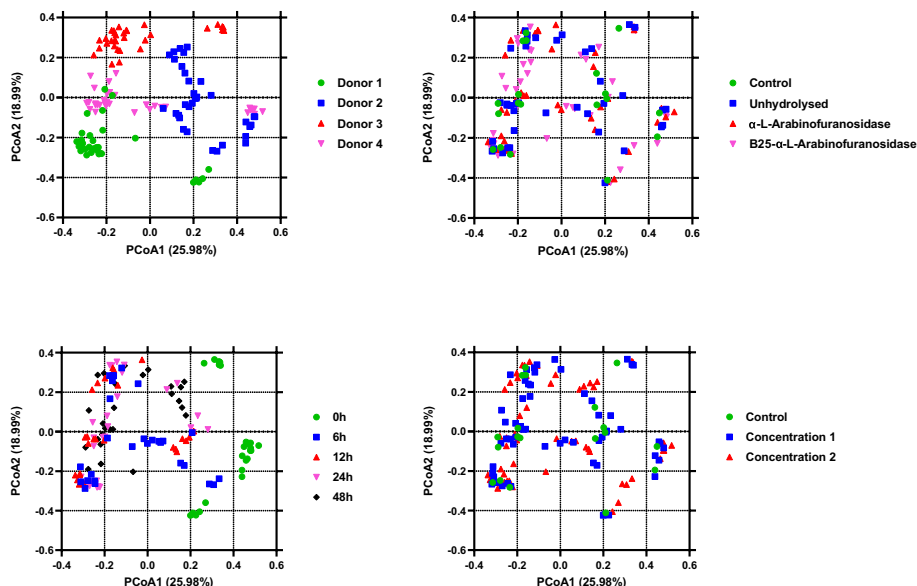 0.4
0.2
0.0
-0.2
-0.4
-0.6
-0.4
-0.2
0.0
0.2
0.4
0.6
PCoA2 (18.99%)
PCoA1 (25.98%)
Donor 1
Donor 2
Donor 3
Donor 4
0.4
0.2
0.0
-0.2
-0.4
-0.6
-0.4
-0.2
0.0
0.2
0.4
0.6
PCoA2 (18.99%)
PCoA1 (25.98%)
Control
Unhydrolysed
α-L-Arabinofuranosidase
B25-α-L-Arabinofuranosidase
0.4
0.2
0.0
-0.2
-0.4
-0.6
-0.4
-0.2
0.0
0.2
0.4
0.6
PCoA2 (18.99%)
PCoA1 (25.98%)
0h
6h
12h
24h
48h
0.4
0.2
0.0
-0.2
-0.4
-0.6
-0.4
-0.2
0.0
0.2
0.4
0.6
PCoA2 (18.99%)
PCoA1 (25.98%)
Control
Concentration 1
Concentration 2